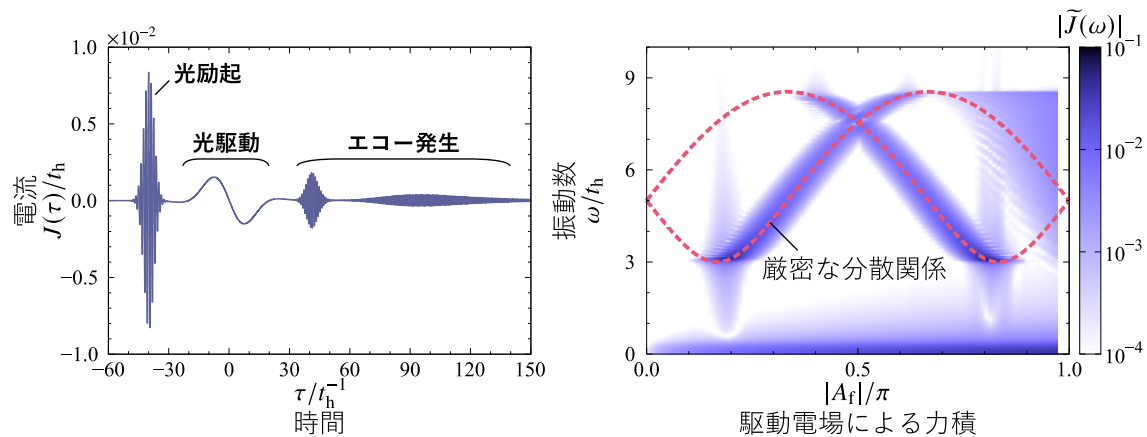 ×10⁻²
1.0
0.5
0.0
−0.5
−1.0
電流
J(τ)/tₕ
光励起
光駆動
エコー発生
−60
−30
0
30
60
90
120
150
τ/tₕ⁻¹
時間
|J̃(ω)|
9
6
3
0
振動数
ω/tₕ
厳密な分散関係
0.0
0.5
1.0
|A_f|/π
駆動電場による力積
10⁻¹
10⁻²
10⁻³
10⁻⁴